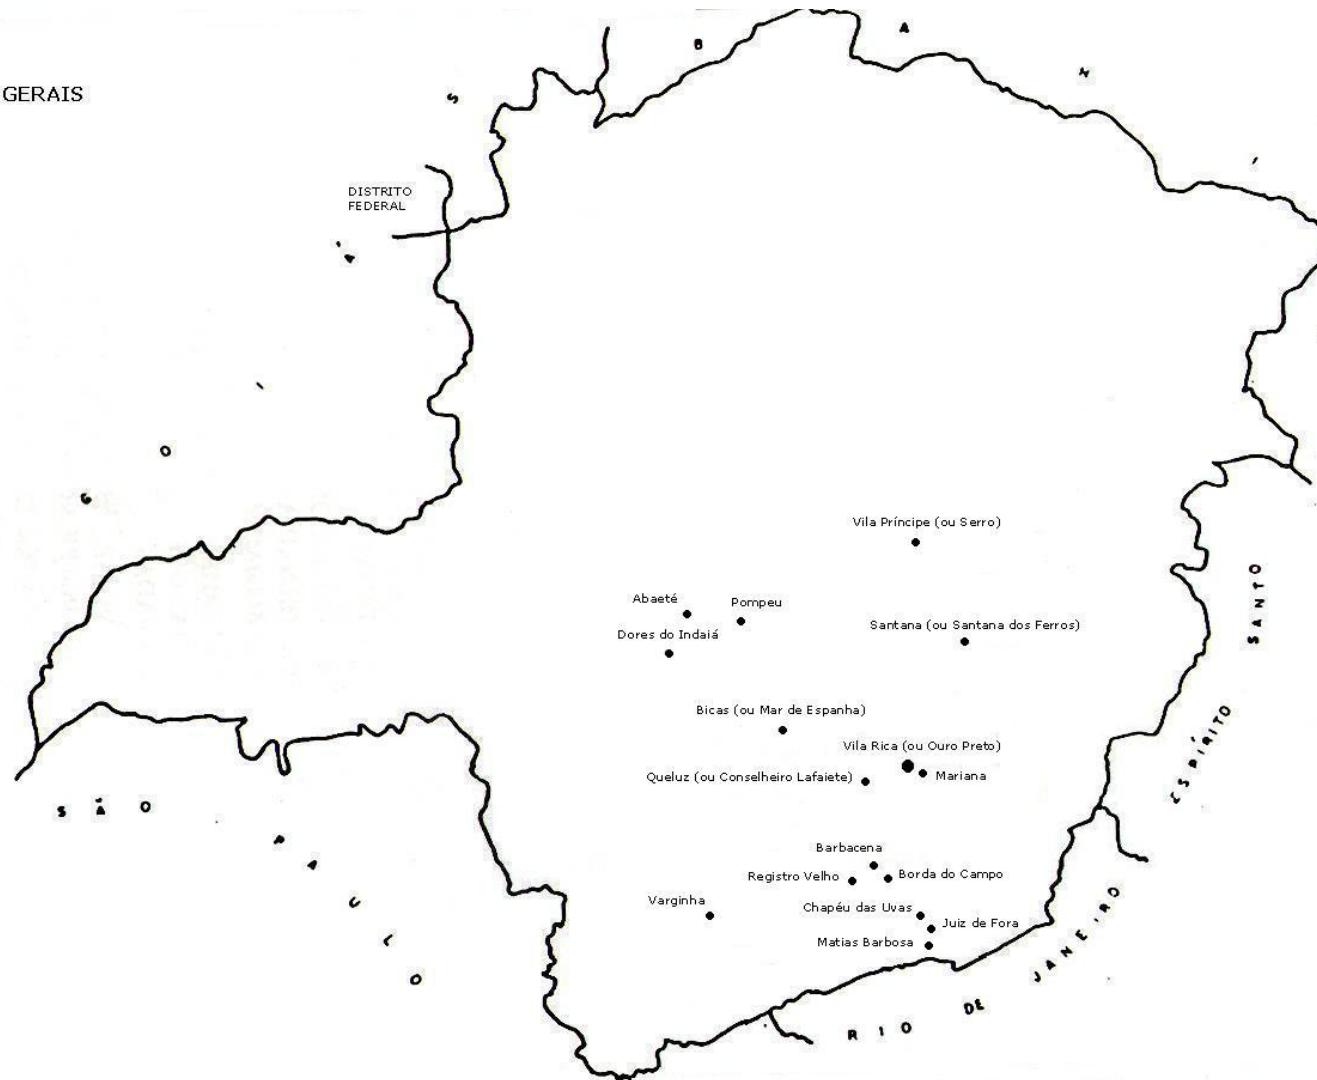 BAHIA
GERAIS
DISTRITO
FEDERAL
GOIÁS
Vila Príncipe (ou Serro)
Abaeté
Pompeu
Dores do Indaiá
Santana (ou Santana dos Ferros)
ESPÍRITO SANTO
Bicas (ou Mar de Espanha)
Vila Rica (ou Ouro Preto)
Queluz (ou Conselheiro Lafaiete)
Mariana
SÃO PAULO
Barbacena
Registro Velho
Borda do Campo
Varginha
Chapéu das Uvas
Juiz de Fora
Matias Barbosa
RIO DE JANEIRO